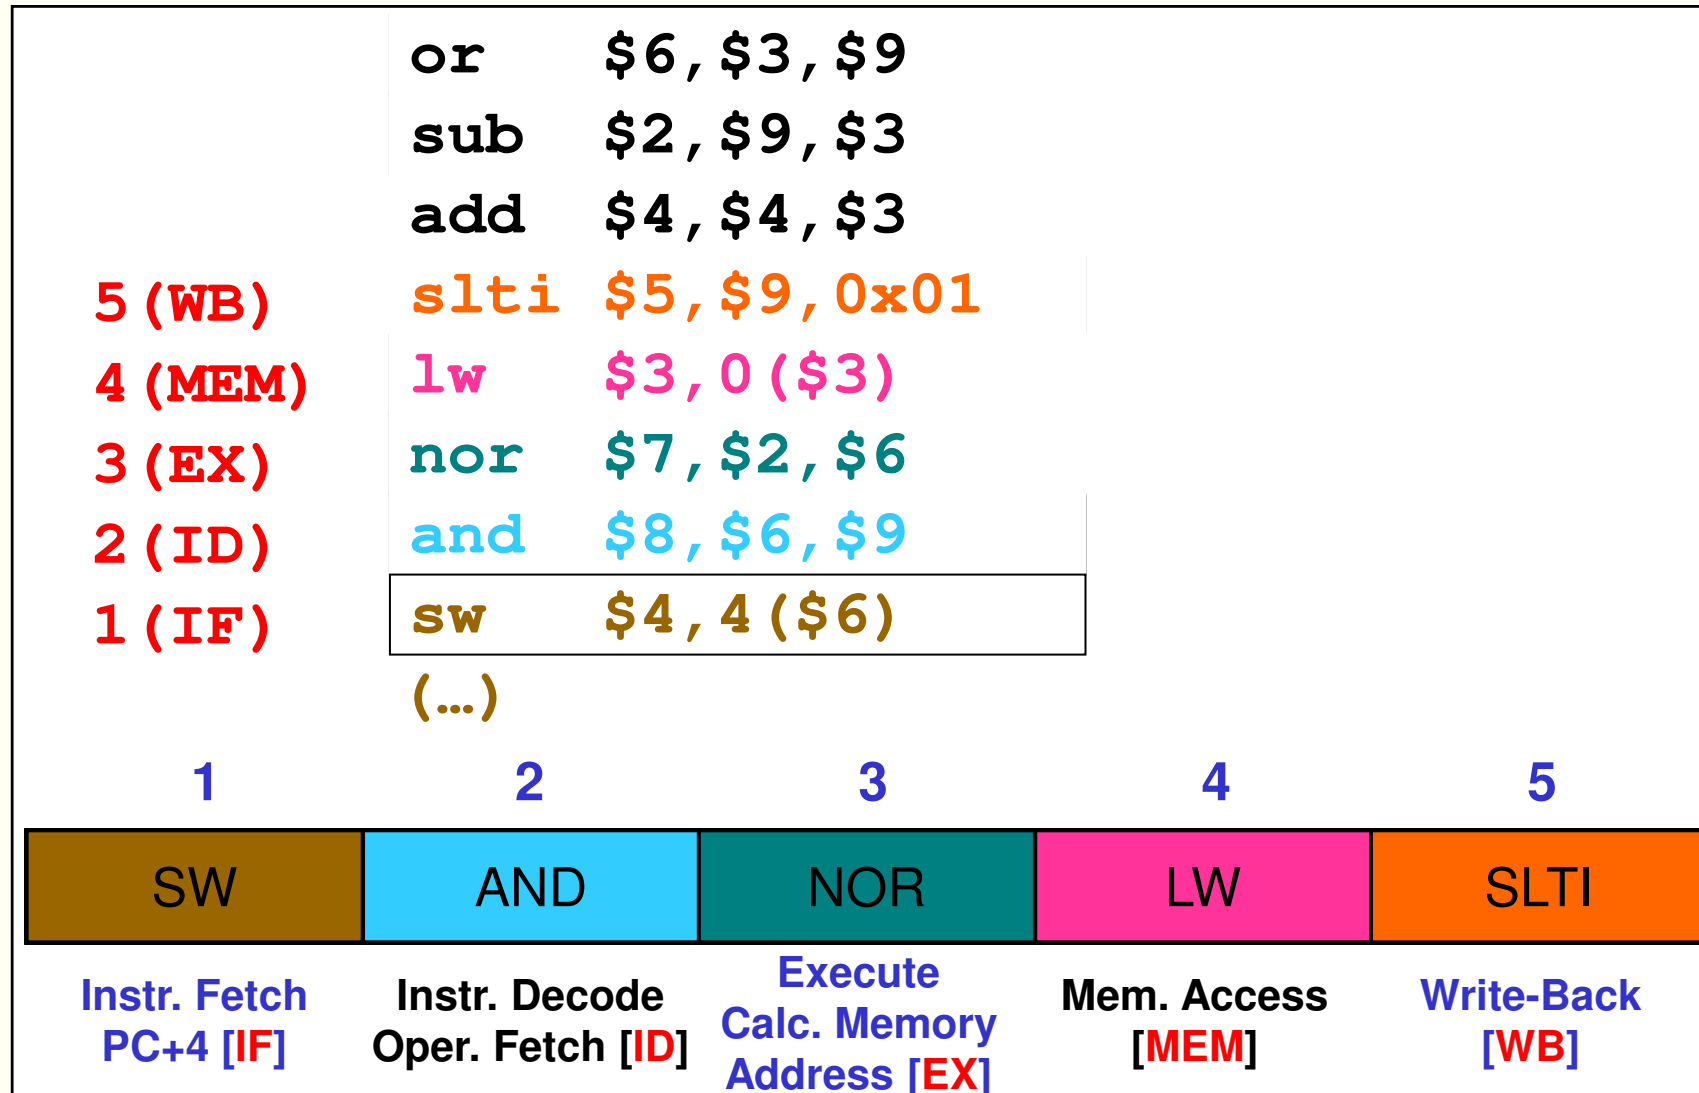 or $6,$3,$9
sub $2,$9,$3
add $4,$4,$3
5(WB) slti $5,$9,0x01
4(MEM) lw $3,0($3)
3(EX) nor $7,$2,$6
2(ID) and $8,$6,$9
1(IF) sw $4,4($6)
(…)
1 2 3 4 5
SW AND NOR LW SLTI
Instr. Fetch
PC+4 [IF]
Instr. Decode
Oper. Fetch [ID]
Execute
Calc. Memory
Address [EX]
Mem. Access
[MEM]
Write-Back
[WB]